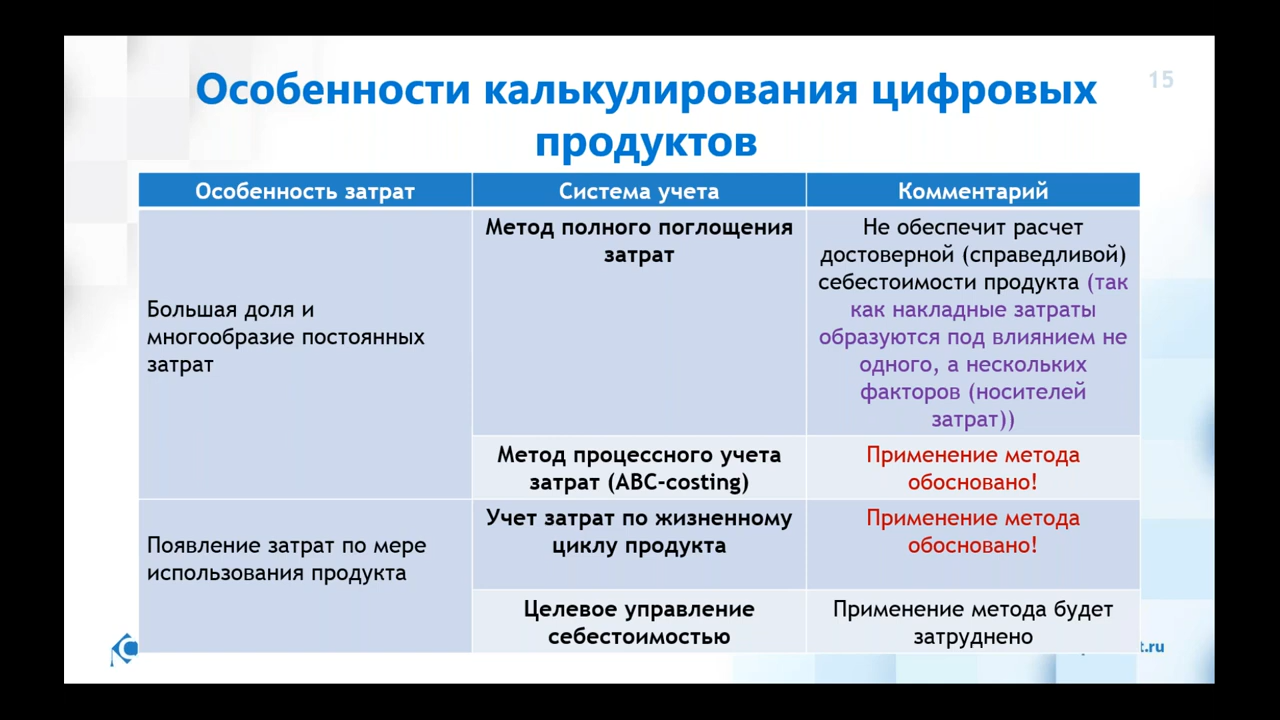 Особенности калькулирования цифровых
продуктов
15
Особенность затрат
Система учета
Комментарий
Большая доля и
многообразие постоянных
затрат
Метод полного поглощения
затрат
Не обеспечит расчет
достоверной (справедливой)
себестоимости продукта (так
как накладные затраты
образуются под влиянием не
одного, а нескольких
факторов (носителей
затрат))
Метод процессного учета
затрат (ABC-costing)
Применение метода
обосновано!
Появление затрат по мере
использования продукта
Учет затрат по жизненному
циклу продукта
Применение метода
обосновано!
Целевое управление
себестоимостью
Применение метода будет
затруднено
t.ru